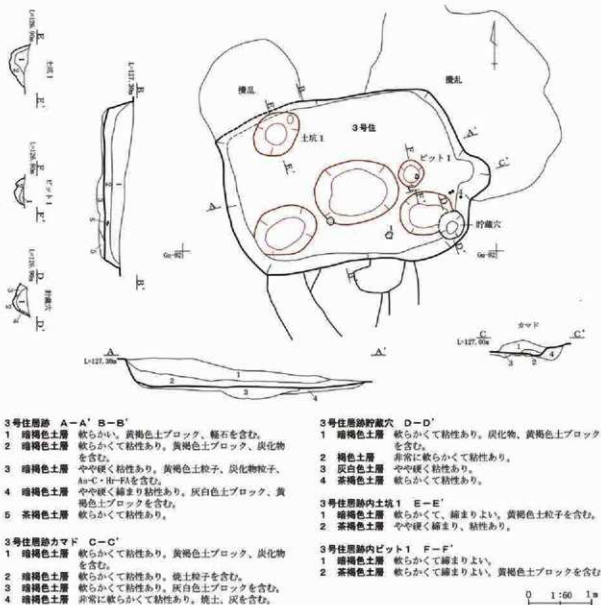 攪乱
攪乱
3号住
土坑1
ピット1
貯蔵穴
土坑1
ピット1
貯蔵穴
カマド
E E'
F F'
D D'
B B'
A A'
C C'
L=127.30m
L=127.30m
L=127.00m
Ga-82
Ga-82
3号住居跡 A-A' B-B'
1 暗褐色土層 軟らかい。黄褐色土ブロック、軽石を含む。
2 暗褐色土層 軟らかくて粘性あり。黄褐色土ブロック、炭化物
を含む。
3 暗褐色土層 やや硬く粘性あり。黄褐色土粒子、炭化物粒子、
As-C・Hr-FAを含む。
4 暗褐色土層 やや硬く締まり粘性あり。灰白色土ブロック、黄
褐色土ブロックを含む。
5 茶褐色土層 軟らかくて粘性あり。
3号住居跡カマド C-C'
1 暗褐色土層 軟らかくて粘性あり。黄褐色土ブロック、炭化物
を含む。
2 暗褐色土層 軟らかくて粘性あり。焼土粒子を含む。
3 暗褐色土層 軟らかくて粘性あり。灰白色土ブロックを含む。
4 暗褐色土層 非常に軟らかくて粘性あり。焼土、灰を含む。
3号住居跡貯蔵穴 D-D'
1 暗褐色土層 軟らかくて粘性あり。炭化物、黄褐色土ブロック
を含む。
2 褐色土層 非常に軟らかくて粘性あり。
3 灰白色土層 やや硬く粘性あり。
4 茶褐色土層 軟らかくて粘性あり。
3号住居跡内土坑1 E-E'
1 暗褐色土層 軟らかくて、締まりよい。黄褐色土粒子を含む。
2 茶褐色土層 やや硬く締まり、粘性あり。
3号住居跡内ピット1 F-F'
1 暗褐色土層 軟らかくて締まりよい。
2 茶褐色土層 軟らかくて締まりよい。黄褐色土ブロックを含む
0 1:60 1m